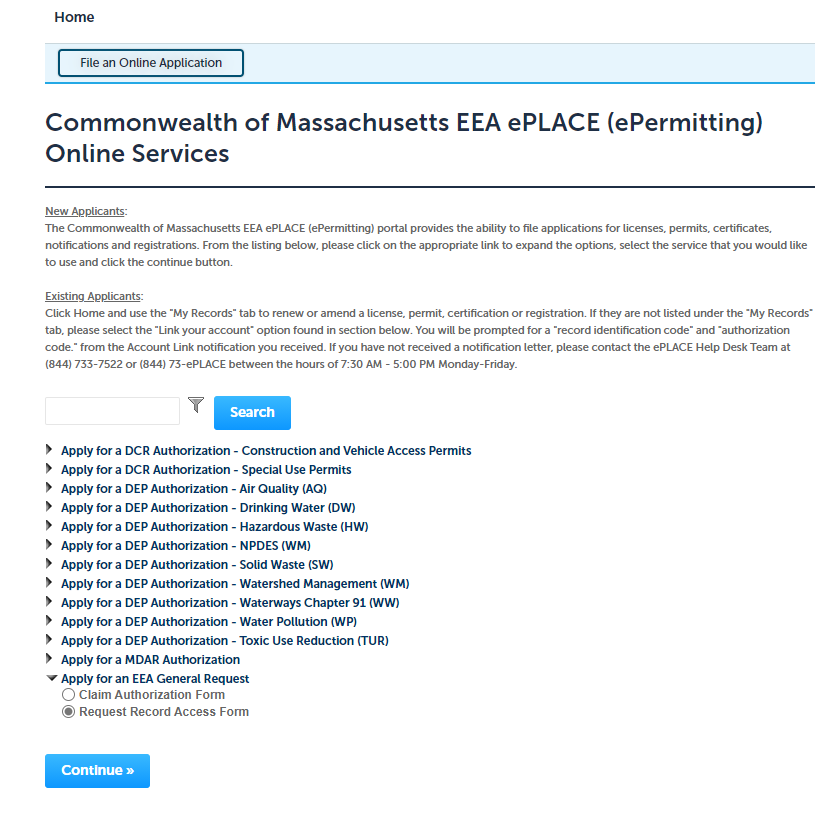 Home
File an Online Application
Commonwealth of Massachusetts EEA ePLACE (ePermitting)
Online Services
New Applicants:
The Commonwealth of Massachusetts EEA ePLACE (ePermitting) portal provides the ability to file applications for licenses, permits, certificates,
notifications and registrations. From the listing below, please click on the appropriate link to expand the options, select the service that you would like
to use and click the continue button.
Existing Applicants:
Click Home and use the "My Records" tab to renew or amend a license, permit, certification or registration. If they are not listed under the "My Records"
tab, please select the "Link your account" option found in section below. You will be prompted for a "record identification code" and "authorization
code." from the Account Link notification you received. If you have not received a notification letter, please contact the ePLACE Help Desk Team at
(844) 733-7522 or (844) 73-ePLACE between the hours of 7:30 AM - 5:00 PM Monday-Friday.
Search
Apply for a DCR Authorization - Construction and Vehicle Access Permits
Apply for a DCR Authorization - Special Use Permits
Apply for a DEP Authorization - Air Quality (AQ)
Apply for a DEP Authorization - Drinking Water (DW)
Apply for a DEP Authorization - Hazardous Waste (HW)
Apply for a DEP Authorization - NPDES (WM)
Apply for a DEP Authorization - Solid Waste (SW)
Apply for a DEP Authorization - Watershed Management (WM)
Apply for a DEP Authorization - Waterways Chapter 91 (WW)
Apply for a DEP Authorization - Water Pollution (WP)
Apply for a DEP Authorization - Toxic Use Reduction (TUR)
Apply for a MDAR Authorization
Apply for an EEA General Request
Claim Authorization Form
Request Record Access Form
Continue »